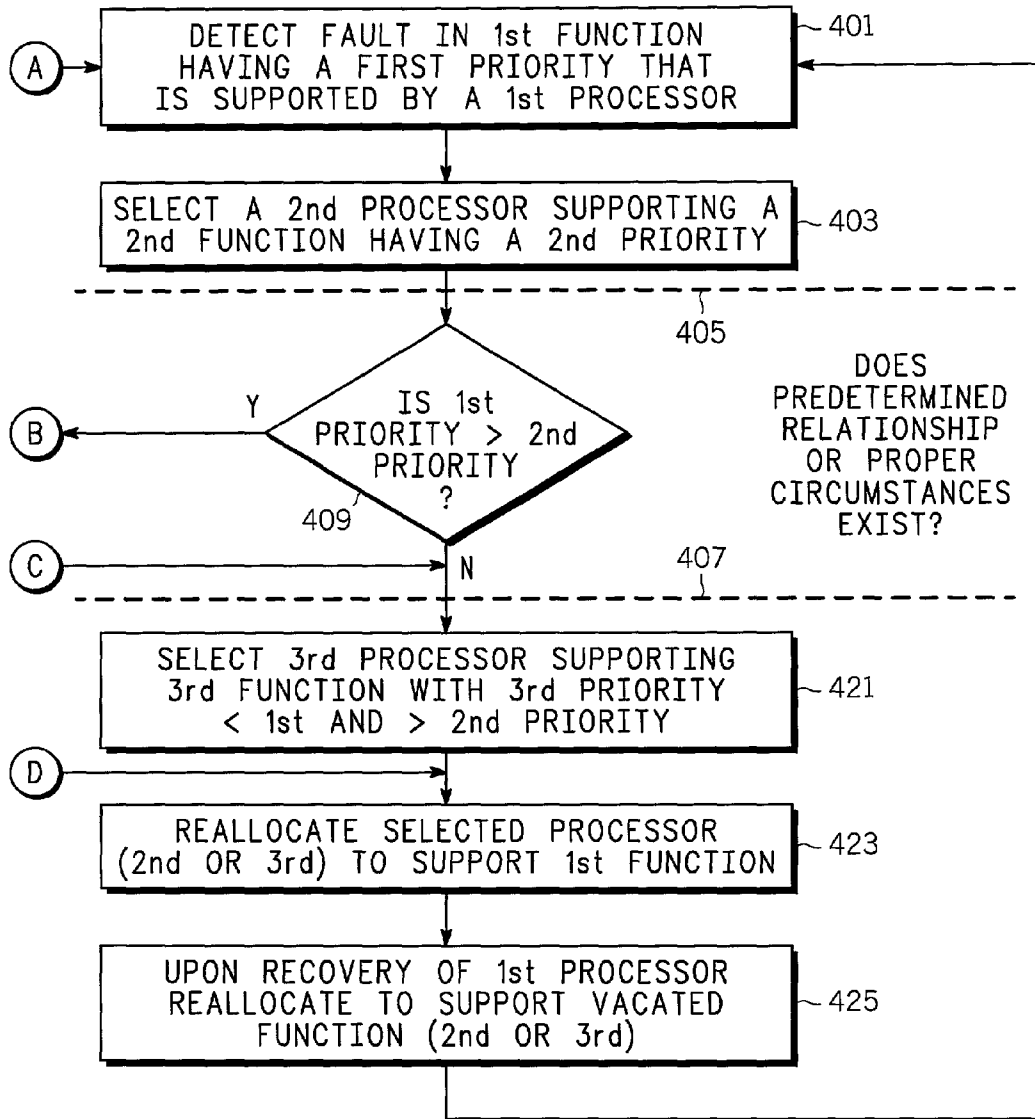 DETECT FAULT IN 1st FUNCTION
HAVING A FIRST PRIORITY THAT
IS SUPPORTED BY A 1st PROCESSOR
401
A
SELECT A 2nd PROCESSOR SUPPORTING A
2nd FUNCTION HAVING A 2nd PRIORITY
403
405
Y
B
IS 1st
PRIORITY > 2nd
PRIORITY
?
409
DOES
PREDETERMINED
RELATIONSHIP
OR PROPER
CIRCUMSTANCES
EXIST?
C
N
407
SELECT 3rd PROCESSOR SUPPORTING
3rd FUNCTION WITH 3rd PRIORITY
< 1st AND > 2nd PRIORITY
421
D
REALLOCATE SELECTED PROCESSOR
(2nd OR 3rd) TO SUPPORT 1st FUNCTION
423
UPON RECOVERY OF 1st PROCESSOR
REALLOCATE TO SUPPORT VACATED
FUNCTION (2nd OR 3rd)
425